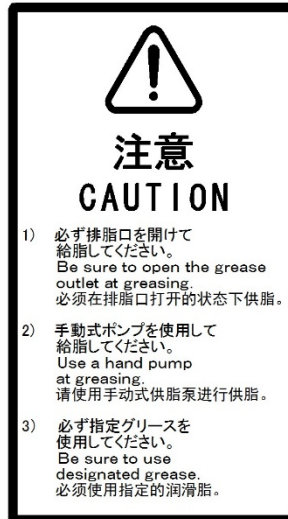 注意
CAUTION
1) 必ず排脂口を開けて
給脂してください。
Be sure to open the grease
outlet at greasing.
必须在排脂口打开的状态下供脂。
2) 手動式ポンプを使用して
給脂してください。
Use a hand pump
at greasing.
请使用手动式供脂泵进行供脂。
3) 必ず指定グリースを
使用してください。
Be sure to use
designated grease.
必须使用指定的润滑脂。